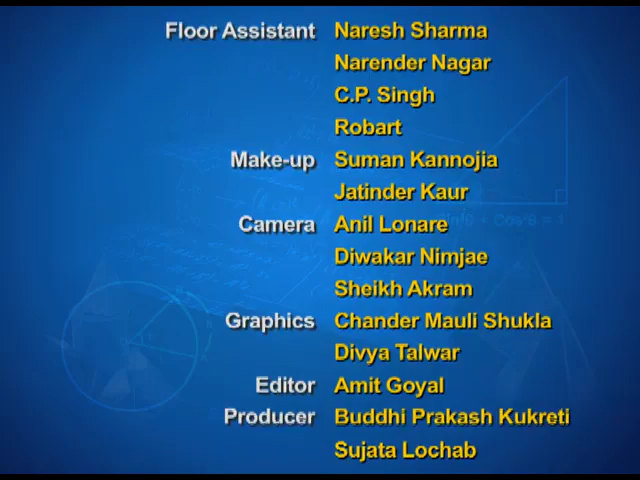 Floor Assistant Naresh Sharma
Narender Nagar
C.P. Singh
Robart
Make-up Suman Kannojia
Jatinder Kaur
Camera Anil Lonare
Diwakar Nimjae
Sheikh Akram
Graphics Chander Mauli Shukla
Divya Talwar
Editor Amit Goyal
Producer Buddhi Prakash Kukreti
Sujata Lochab